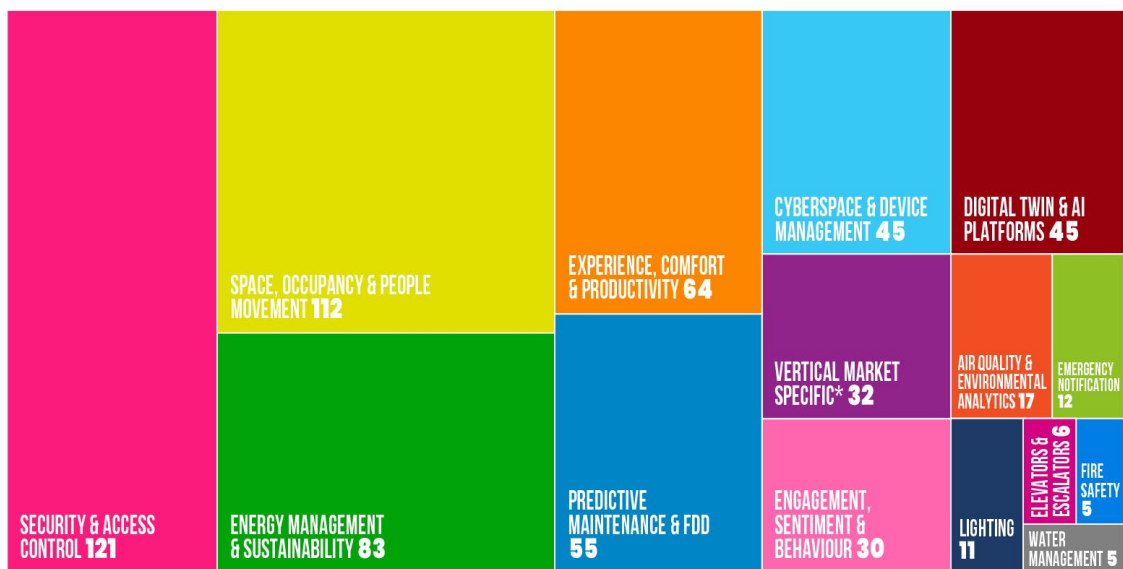 SECURITY & ACCESS
CONTROL 121
SPACE, OCCUPANCY & PEOPLE
MOVEMENT 112
ENERGY MANAGEMENT
& SUSTAINABILITY 83
EXPERIENCE, COMFORT
& PRODUCTIVITY 64
PREDICTIVE
MAINTENANCE & FDD
55
CYBERSPACE & DEVICE
MANAGEMENT 45
DIGITAL TWIN & AI
PLATFORMS 45
VERTICAL MARKET
SPECIFIC* 32
AIR QUALITY &
ENVIRONMENTAL
ANALYTICS 17
EMERGENCY
NOTIFICATION
12
ENGAGEMENT,
SENTIMENT &
BEHAVIOUR 30
LIGHTING
11
ELEVATORS &
ESCALATORS 6
FIRE
SAFETY
5
WATER
MANAGEMENT 5